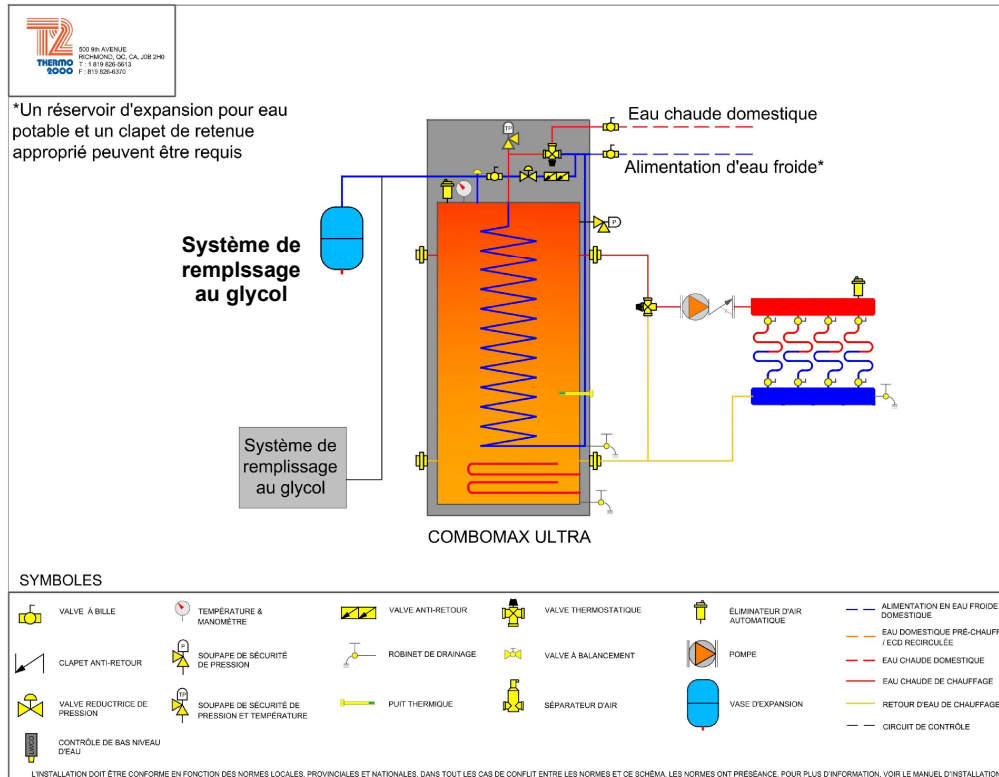 T2
THERMO
2000
500 9th AVENUE
RICHMOND, QC, CA, J0B 2H0
T : 1 819 826-5613
F : 819 826-6370
*Un réservoir d'expansion pour eau
potable et un clapet de retenue
approprié peuvent être requis
Eau chaude domestique
TP
Alimentation d'eau froide*
P
Système de
remplssage
au glycol
Système de
remplissage
au glycol
COMBOMAX ULTRA
SYMBOLES
VALVE À BILLE
TEMPÉRATURE &
MANOMÈTRE
VALVE ANTI-RETOUR
VALVE THERMOSTATIQUE
ÉLIMINATEUR D'AIR
AUTOMATIQUE
ALIMENTATION EN EAU FROIDE
DOMESTIQUE
EAU DOMESTIQUE PRÉ-CHAUFF
/ ECD RECIRCULÉE
CLAPET ANTI-RETOUR
P
SOUPAPE DE SÉCURITÉ
DE PRESSION
ROBINET DE DRAINAGE
VALVE À BALANCEMENT
POMPE
EAU CHAUDE DOMESTIQUE
EAU CHAUDE DE CHAUFFAGE
VALVE REDUCTRICE DE
PRESSION
TP
SOUPAPE DE SÉCURITÉ DE
PRESSION ET TEMPÉRATURE
PUIT THERMIQUE
SÉPARATEUR D'AIR
VASE D'EXPANSION
RETOUR D'EAU DE CHAUFFAGE
CIRCUIT DE CONTRÔLE
LWCO
CONTRÔLE DE BAS NIVEAU
D'EAU
L'INSTALLATION DOIT ÊTRE CONFORME EN FONCTION DES NORMES LOCALES, PROVINCIALES ET NATIONALES, DANS TOUT LES CAS DE CONFLIT ENTRE LES NORMES ET CE SCHÉMA, LES NORMES ONT PRÉSÉANCE. POUR PLUS D'INFORMATION, VOIR LE MANUEL D'INSTALLATION